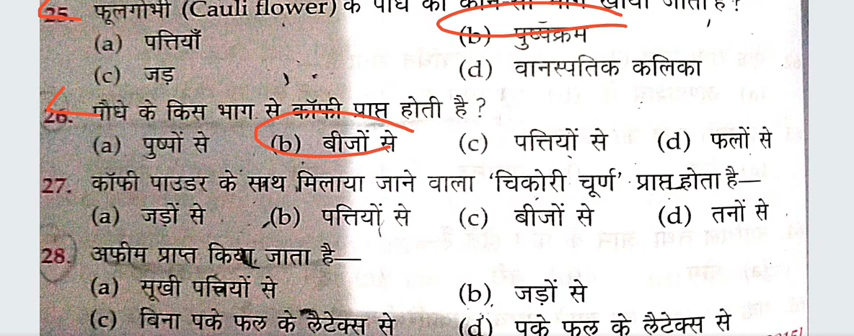 25. फूलगोभी (Cauli flower) के पौधे का कौन-सा भाग खाया जाता है?
(a) पत्तियाँ (b) पुष्पक्रम
(c) जड़ (d) वानस्पतिक कलिका
26. पौधे के किस भाग से कॉफी प्राप्त होती है?
(a) पुष्पों से (b) बीजों से (c) पत्तियों से (d) फलों से
27. कॉफी पाउडर के साथ मिलाया जाने वाला 'चिकोरी चूर्ण' प्राप्त होता है—
(a) जड़ों से (b) पत्तियों से (c) बीजों से (d) तनों से
28. अफीम प्राप्त किया जाता है—
(a) सूखी पत्तियों से (b) जड़ों से
(c) बिना पके फल के लैटेक्स से (d) पके फल के लैटेक्स से